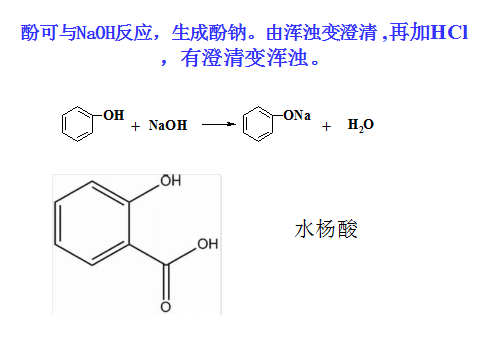 酚可与NaOH反应，生成酚钠。由浑浊变澄清 ,再加HCl
，有澄清变浑浊。
OH + NaOH ONa + H₂O
OH
OH
O
水杨酸